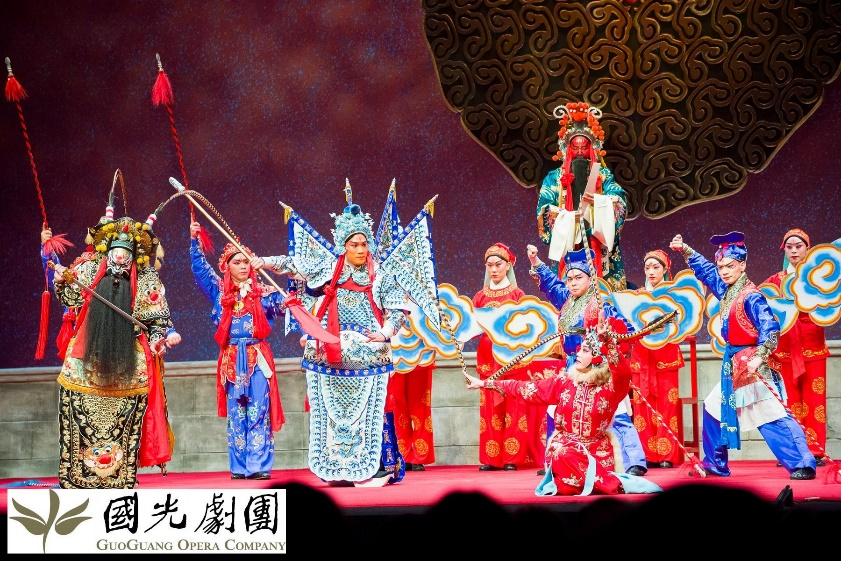 國光劇團
GUOGUANG OPERA COMPANY